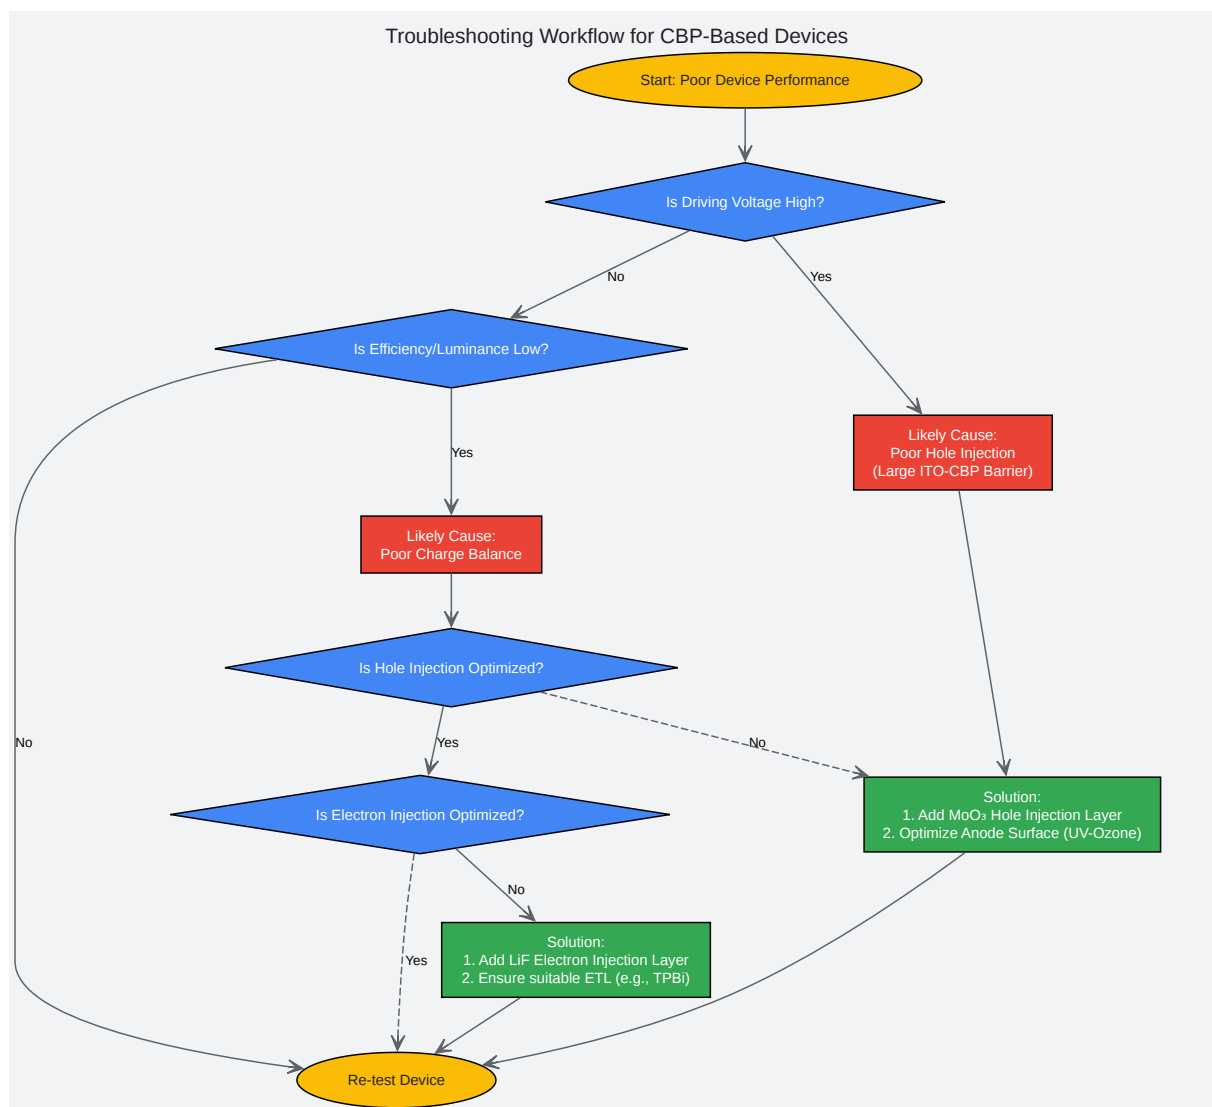 Troubleshooting Workflow for CBP-Based Devices
Start: Poor Device Performance
Is Driving Voltage High?
No
Yes
Is Efficiency/Luminance Low?
Likely Cause:
Poor Hole Injection
(Large ITO-CBP Barrier)
Yes
Likely Cause:
Poor Charge Balance
Is Hole Injection Optimized?
No
Yes
No
Solution:
1. Add MoO₃ Hole Injection Layer
2. Optimize Anode Surface (UV-Ozone)
Is Electron Injection Optimized?
No
Yes
Solution:
1. Add LiF Electron Injection Layer
2. Ensure suitable ETL (e.g., TPBi)
Re-test Device